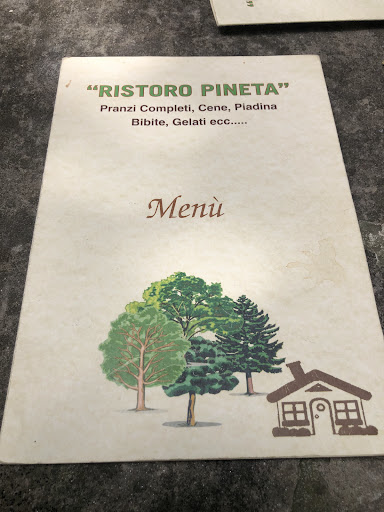 “RISTORO PINETA”
Pranzi Completi, Cene, Piadina
Bibite, Gelati ecc.....
Menù